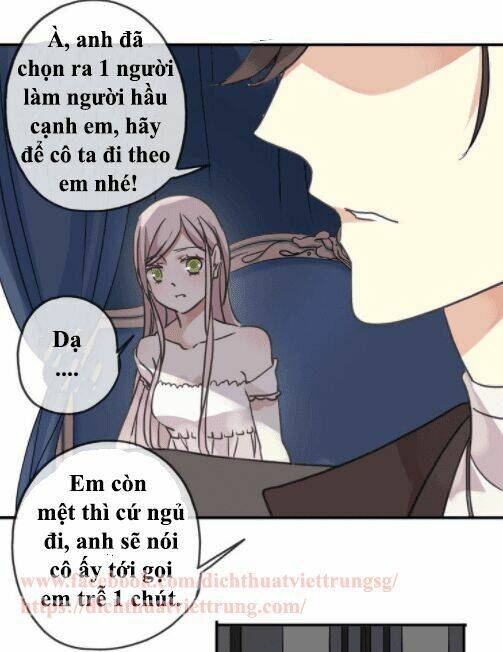 À, anh đã
chọn ra 1 người
làm người hầu
cạnh em, hãy
để cô ta đi theo
em nhé!
Dạ
....
Em còn
mệt thì cứ ngủ
đi, anh sẽ nói
cô ấy tới gọi
em trễ 1 chút.
www.facebook.com/dichthuatviettrungsg/
https://dichthuatviettrung.com/